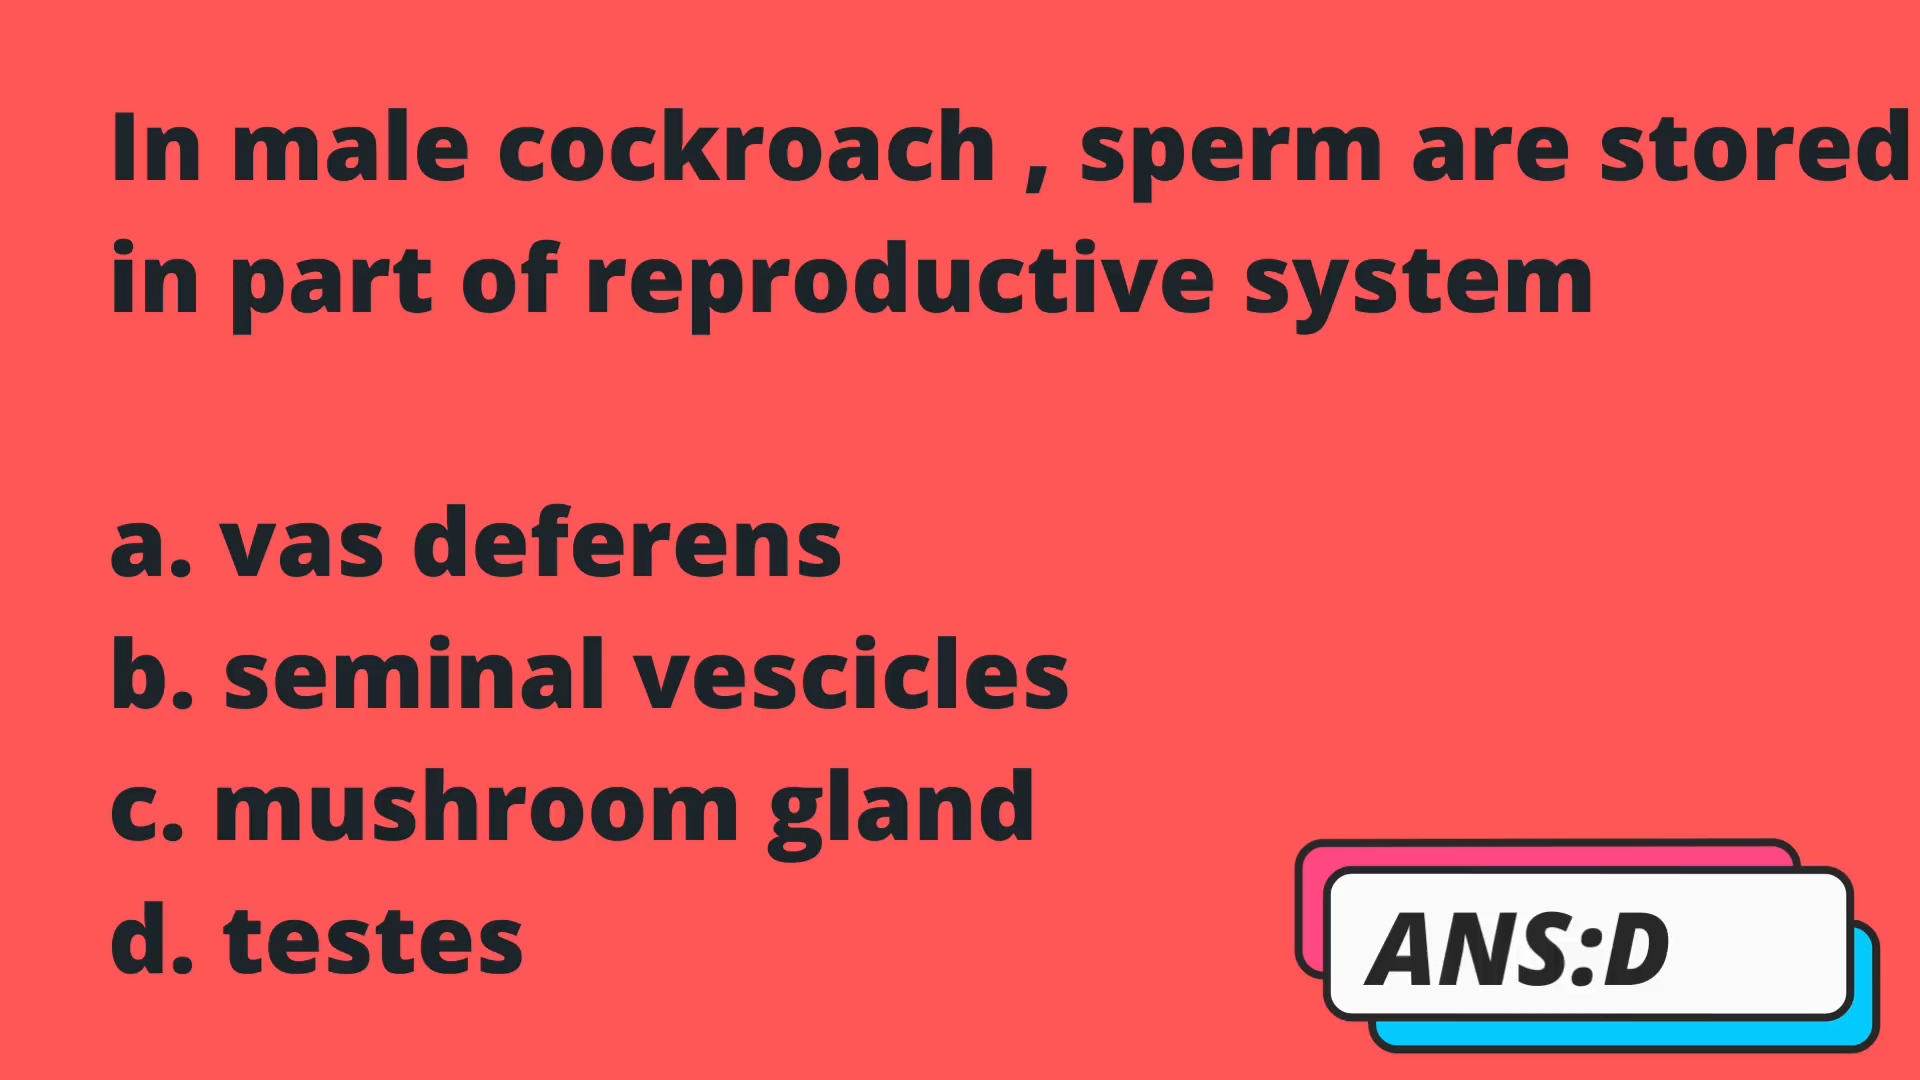 In male cockroach , sperm are stored
in part of reproductive system
a. vas deferens
b. seminal vescicles
c. mushroom gland
d. testes
ANS:D